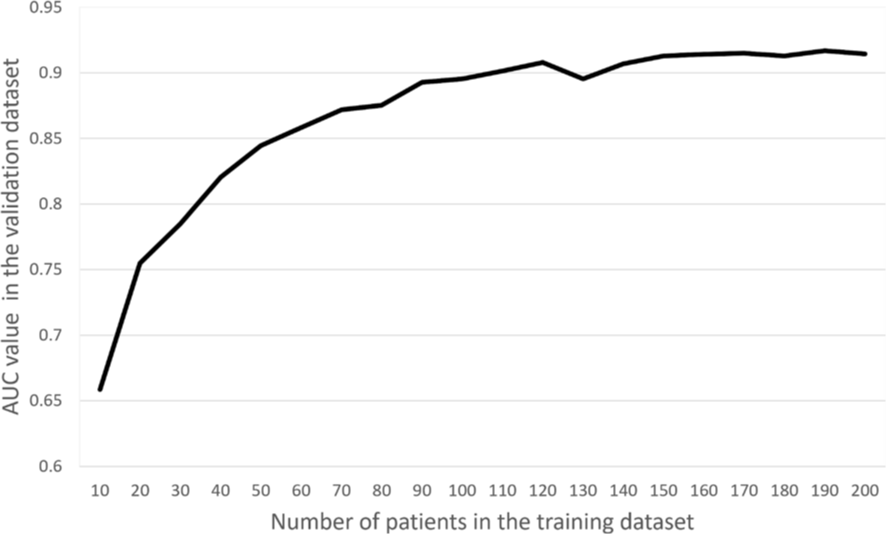 AUC value in the validation dataset
0.95
0.9
0.85
0.8
0.75
0.7
0.65
0.6
10 20 30 40 50 60 70 80 90 100 110 120 130 140 150 160 170 180 190 200
Number of patients in the training dataset